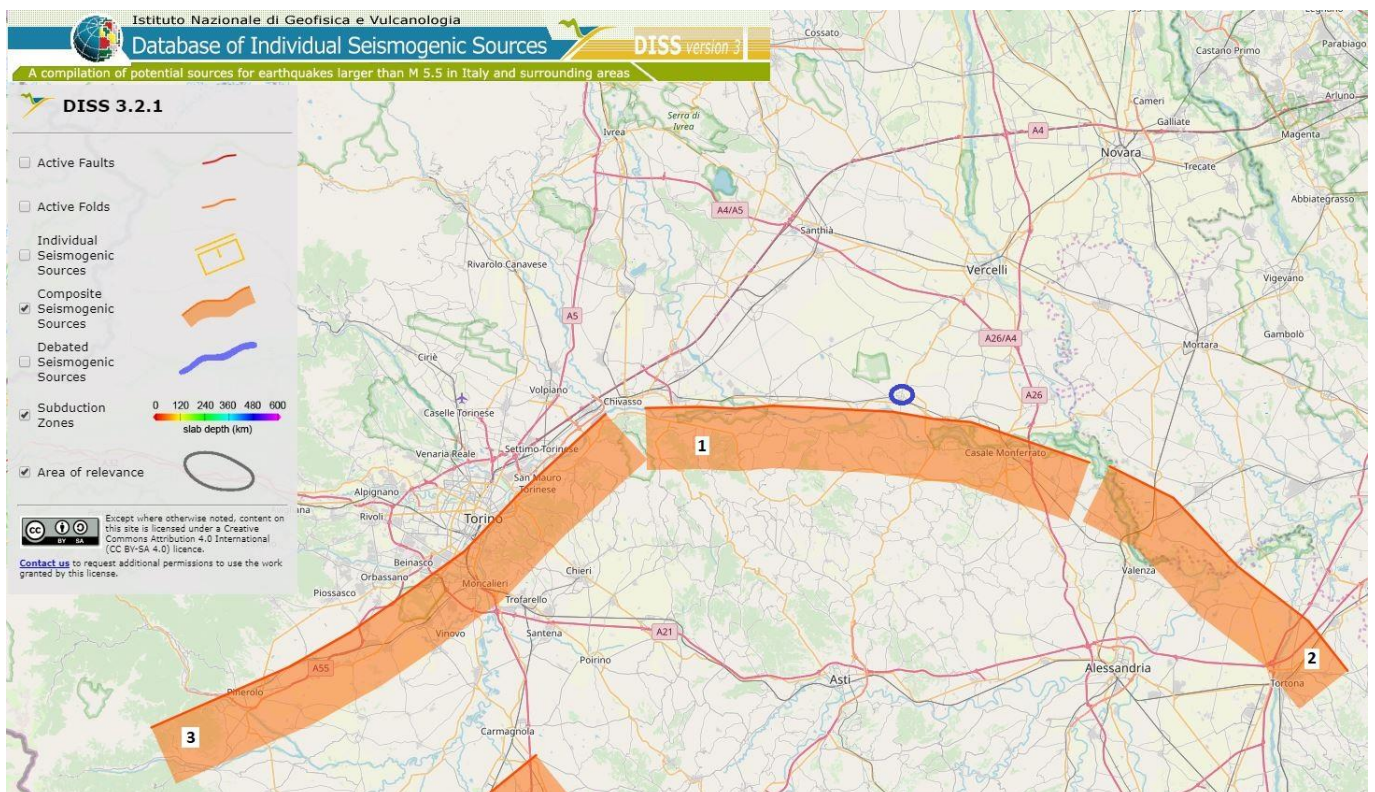 Istituto Nazionale di Geofisica e Vulcanologia
Database of Individual Seismogenic Sources
DISS version 3
A compilation of potential sources for earthquakes larger than M 5.5 in Italy and surrounding areas
DISS 3.2.1
Active Faults
Active Folds
Individual
Seismogenic
Sources
Composite
Seismogenic
Sources
Debated
Seismogenic
Sources
Subduction
Zones
0 120 240 360 480 600
slab depth (km)
Area of relevance
cc
BY SA
Except where otherwise noted, content on
this site is licensed under a Creative
Commons Attribution 4.0 International
(CC BY-SA 4.0) licence.
Contact us to request additional permissions to use the work
granted by this license.
Cossato
Castano Primo
Parabiago
Arluno
Cameri
Galliate
Magenta
Serra di
Ivrea
Ivrea
A4
Novara
Trecate
Abbiategrasso
A4/A5
Santhià
Rivarolo Canavese
Vercelli
Vigevano
A5
Gambolò
A26/A4
Mortara
Ciriè
Volpiano
Chivasso
A26
Caselle Torinese
1
Venaria Reale
Settimo Torinese
Casale Monferrato
San Mauro
Torinese
Alpignano
Rivoli
Torino
Beinasco
Chieri
Valenza
Orbassano
Moncalieri
Piossasco
Trofarello
Vinovo
Santena
A21
Poirino
A55
Asti
Alessandria
2
Tortona
Pinerolo
3
Carmagnola